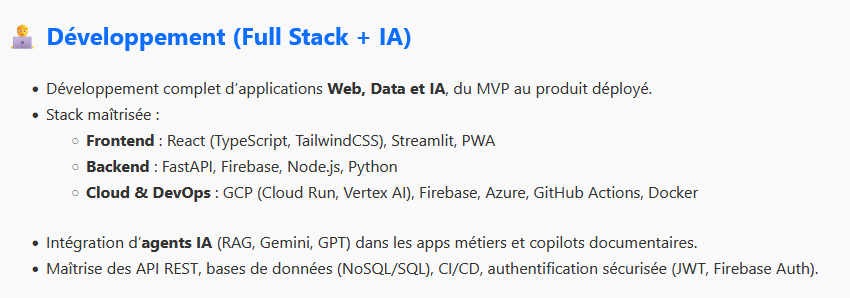 Développement (Full Stack + IA)
Développement complet d’applications Web, Data et IA, du MVP au produit déployé.
Stack maîtrisée :
Frontend : React (TypeScript, TailwindCSS), Streamlit, PWA
Backend : FastAPI, Firebase, Node.js, Python
Cloud & DevOps : GCP (Cloud Run, Vertex AI), Firebase, Azure, GitHub Actions, Docker
Intégration d’agents IA (RAG, Gemini, GPT) dans les apps métiers et copilots documentaires.
Maîtrise des API REST, bases de données (NoSQL/SQL), CI/CD, authentification sécurisée (JWT, Firebase Auth).